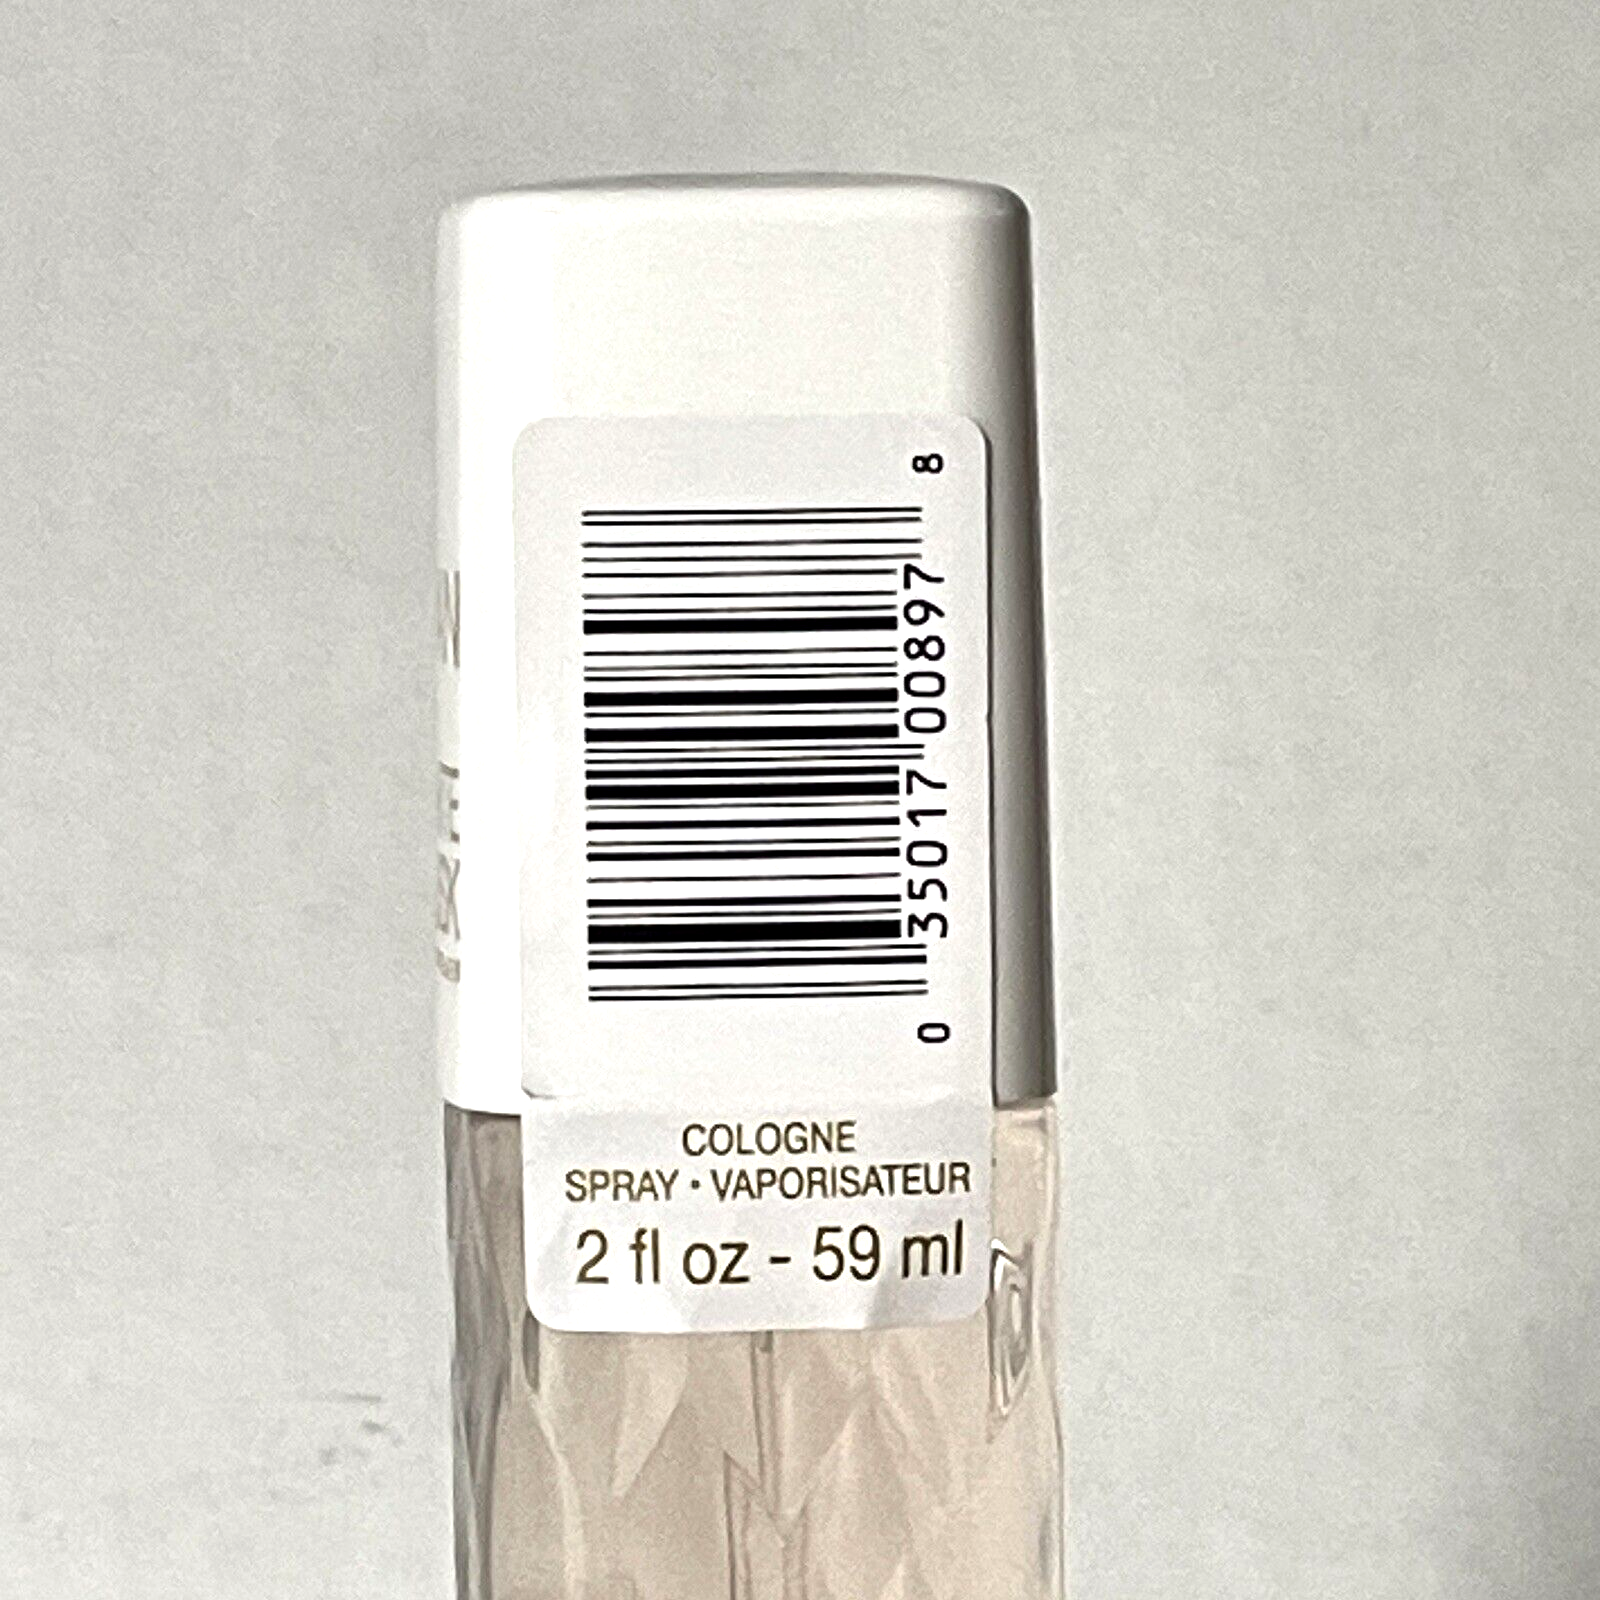 0 35017 00897 8
COLOGNE
SPRAY • VAPORISATEUR
2 fl oz - 59 ml